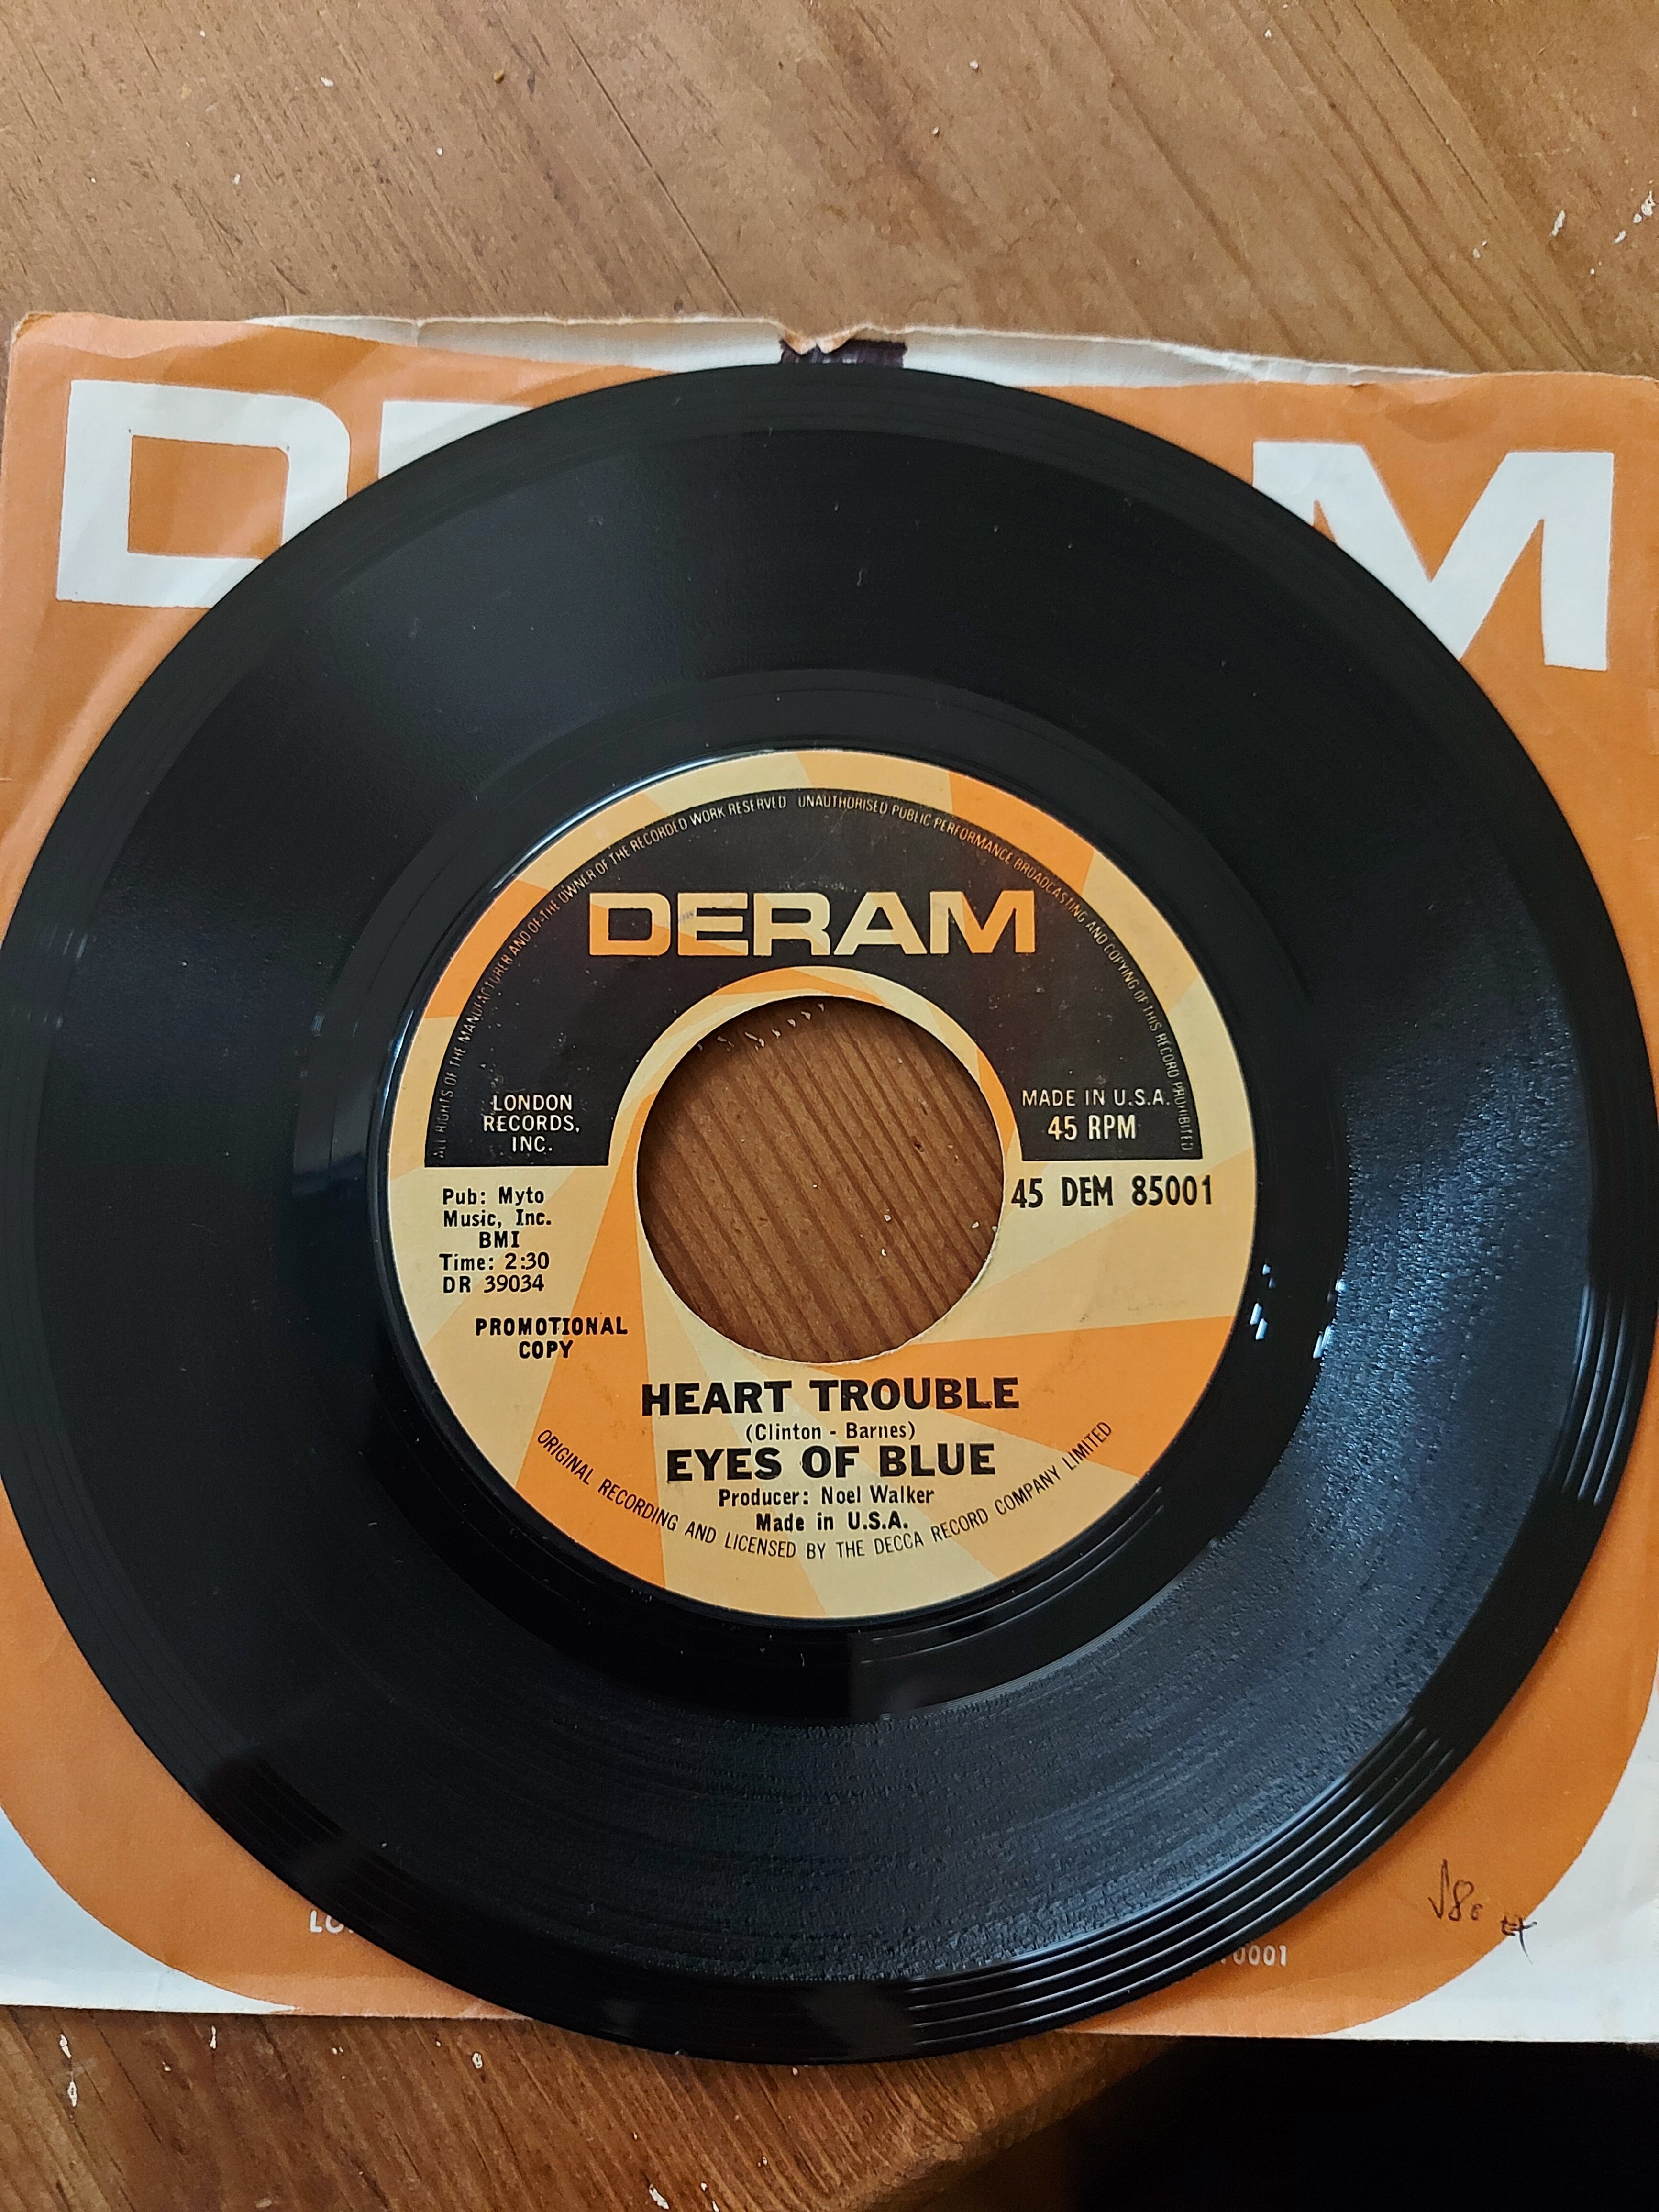 DERAM
ALL RIGHTS OF THE MANUFACTURER AND OF THE OWNER OF THE RECORDED WORK RESERVED UNAUTHORISED PUBLIC PERFORMANCE BROADCASTING AND COPYING OF THIS RECORD PROHIBITED
LONDON
RECORDS,
INC.
MADE IN U.S.A.
45 RPM
45 DEM 85001
Pub: Myto
Music, Inc.
BMI
Time: 2:30
DR 39034
PROMOTIONAL
COPY
HEART TROUBLE
(Clinton - Barnes)
EYES OF BLUE
Producer: Noel Walker
Made in U.S.A.
ORIGINAL RECORDING AND LICENSED BY THE DECCA RECORD COMPANY LIMITED